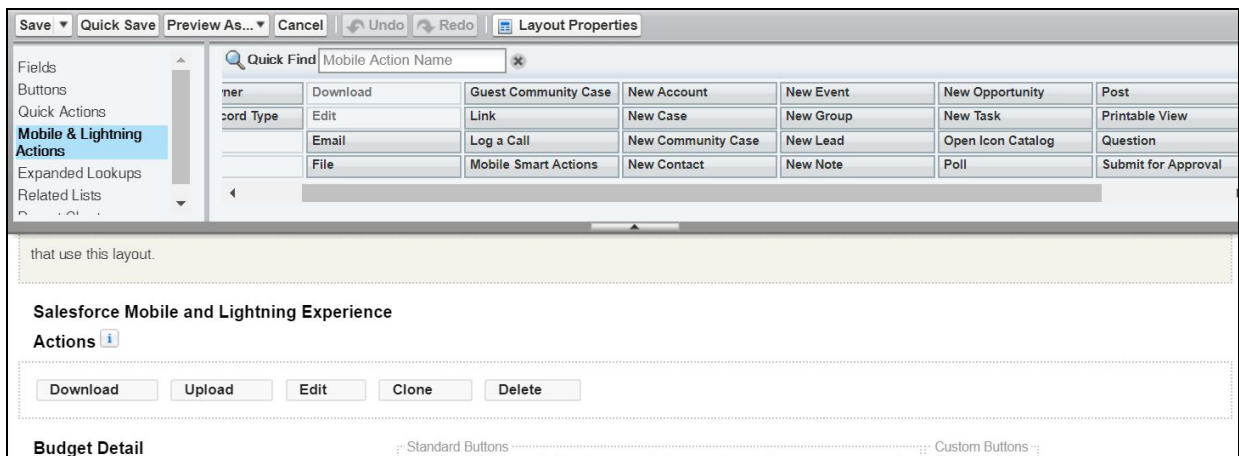 Save Quick Save Preview As... Cancel Undo Redo Layout Properties
Fields
Buttons
Quick Actions
Mobile & Lightning
Actions
Expanded Lookups
Related Lists
Quick Find Mobile Action Name
Download Guest Community Case New Account New Event New Opportunity Post
cord Type Edit Link New Case New Group New Task Printable View
Email Log a Call New Community Case New Lead Open Icon Catalog Question
File Mobile Smart Actions New Contact New Note Poll Submit for Approval
that use this layout.
Salesforce Mobile and Lightning Experience
Actions i
Download Upload Edit Clone Delete
Budget Detail Standard Buttons Custom Buttons